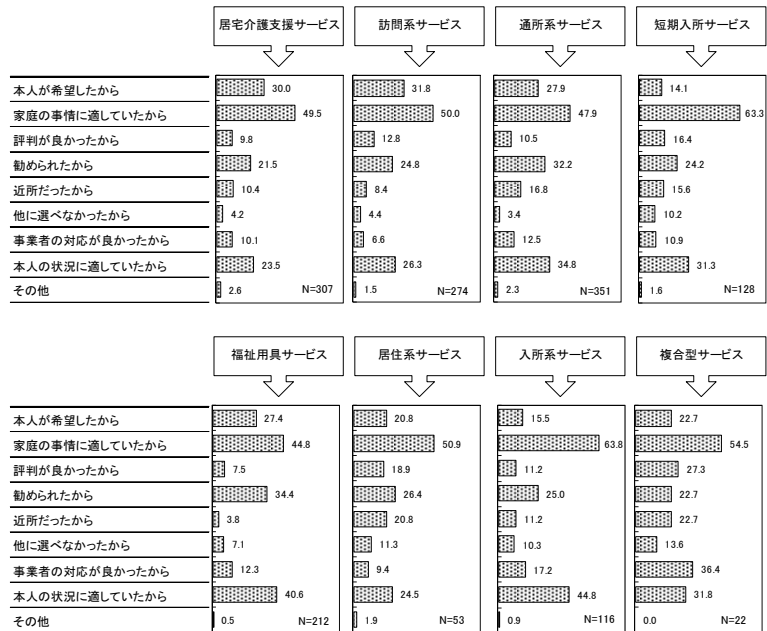 居宅介護支援サービス 訪問系サービス 通所系サービス 短期入所サービス
本人が希望したから 30.0 31.8 27.9 14.1
家庭の事情に適していたから 49.5 50.0 47.9 63.3
評判が良かったから 9.8 12.8 10.5 16.4
勧められたから 21.5 24.8 32.2 24.2
近所だったから 10.4 8.4 16.8 15.6
他に選べなかったから 4.2 4.4 3.4 10.2
事業者の対応が良かったから 10.1 6.6 12.5 10.9
本人の状況に適していたから 23.5 26.3 34.8 31.3
その他 2.6 N=307 1.5 N=274 2.3 N=351 1.6 N=128
福祉用具サービス 居住系サービス 入所系サービス 複合型サービス
本人が希望したから 27.4 20.8 15.5 22.7
家庭の事情に適していたから 44.8 50.9 63.8 54.5
評判が良かったから 7.5 18.9 11.2 27.3
勧められたから 34.4 26.4 25.0 22.7
近所だったから 3.8 20.8 11.2 22.7
他に選べなかったから 7.1 11.3 10.3 13.6
事業者の対応が良かったから 12.3 9.4 17.2 36.4
本人の状況に適していたから 40.6 24.5 44.8 31.8
その他 0.5 N=212 1.9 N=53 0.9 N=116 0.0 N=22